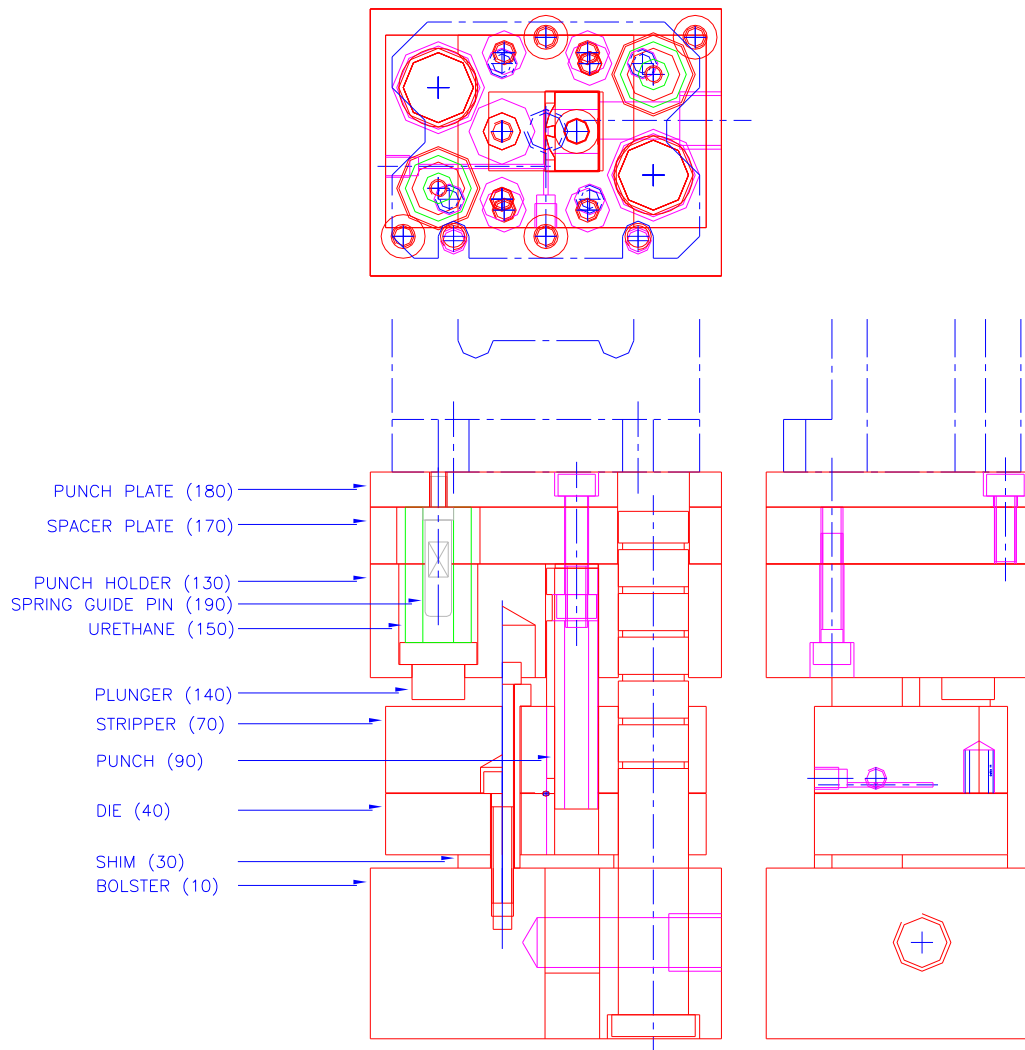 PUNCH PLATE (180)
SPACER PLATE (170)
PUNCH HOLDER (130)
SPRING GUIDE PIN (190)
URETHANE (150)
PLUNGER (140)
STRIPPER (70)
PUNCH (90)
DIE (40)
SHIM (30)
BOLSTER (10)